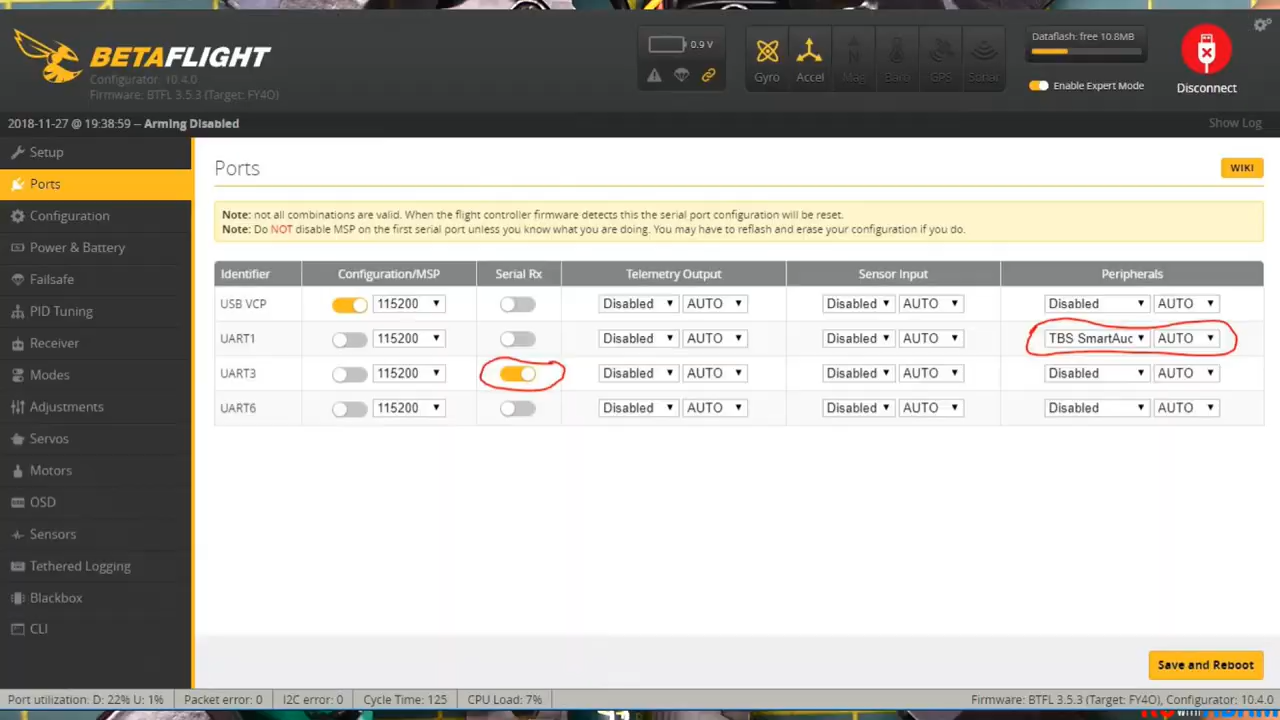 BETAFLIGHT
Configurator: 10.4.0
Firmware: BTFL 3.5.3 (Target: FY4O)
0.9 V
Gyro Accel Mag Baro GPS Sonar
Dataflash: free 10.8MB
Enable Expert Mode
Disconnect
2018-11-27 @ 19:38:59 -- Arming Disabled
Show Log
Setup
Ports
Configuration
Power & Battery
Failsafe
PID Tuning
Receiver
Modes
Adjustments
Servos
Motors
OSD
Sensors
Tethered Logging
Blackbox
CLI
Ports
WIKI
Note: not all combinations are valid. When the flight controller firmware detects this the serial port configuration will be reset.
Note: Do NOT disable MSP on the first serial port unless you know what you are doing. You may have to reflash and erase your configuration if you do.
Identifier Configuration/MSP Serial Rx Telemetry Output Sensor Input Peripherals
USB VCP 115200 Disabled AUTO Disabled AUTO Disabled AUTO
UART1 115200 Disabled AUTO Disabled AUTO TBS SmartAuc AUTO
UART3 115200 Disabled AUTO Disabled AUTO Disabled AUTO
UART6 115200 Disabled AUTO Disabled AUTO Disabled AUTO
Save and Reboot
Port utilization: D: 22% U: 1% Packet error: 0 I2C error: 0 Cycle Time: 125 CPU Load: 7% Firmware: BTFL 3.5.3 (Target: FY4O), Configurator: 10.4.0